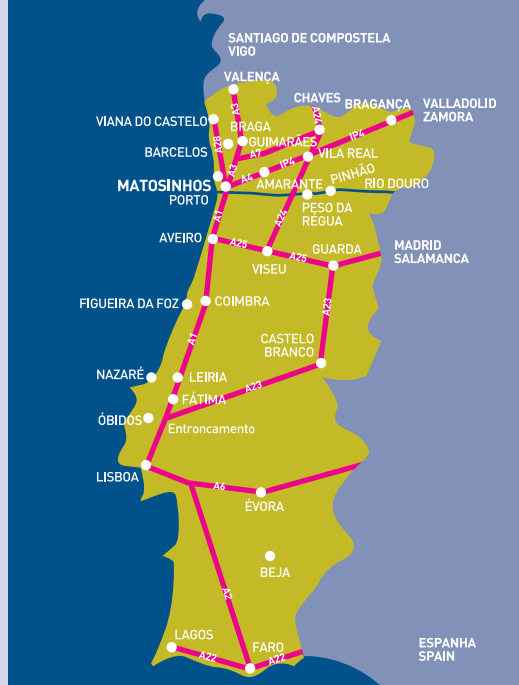 SANTIAGO DE COMPOSTELA
VIGO
VALENÇA
CHAVES
BRAGANÇA
VALLADOLID
ZAMORA
A3
A24
VIANA DO CASTELO
BRAGA
GUIMARÃES
A28
A7
IP4
BARCELOS
VILA REAL
A3
IP4
A4
MATOSINHOS
PORTO
AMARANTE
PINHÃO
RIO DOURO
PESO DA
RÉGUA
A1
A24
AVEIRO
A25
A25
GUARDA
VISEU
MADRID
SALAMANCA
FIGUEIRA DA FOZ
COIMBRA
A23
A1
CASTELO
BRANCO
NAZARÉ
LEIRIA
A23
FÁTIMA
ÓBIDOS
Entroncamento
LISBOA
A6
ÉVORA
BEJA
A2
LAGOS
A22
FARO
A22
ESPANHA
SPAIN